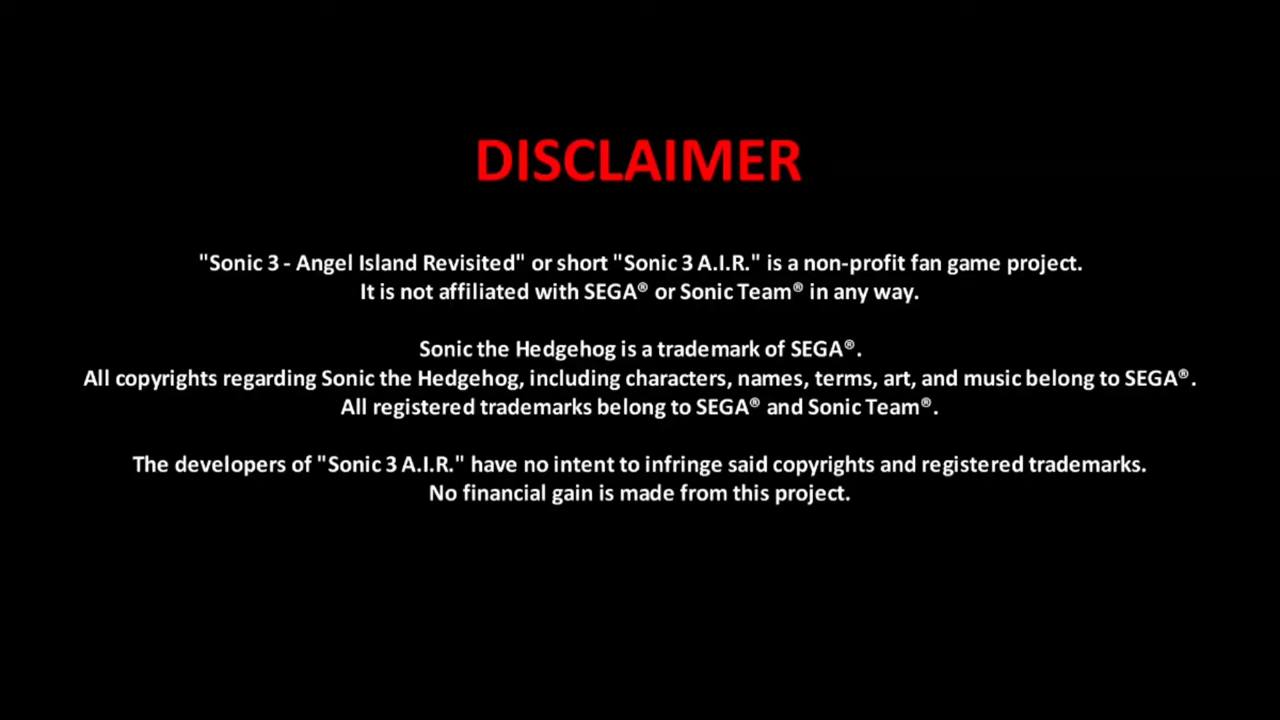 DISCLAIMER
"Sonic 3 - Angel Island Revisited" or short "Sonic 3 A.I.R." is a non-profit fan game project.
It is not affiliated with SEGA® or Sonic Team® in any way.
Sonic the Hedgehog is a trademark of SEGA®.
All copyrights regarding Sonic the Hedgehog, including characters, names, terms, art, and music belong to SEGA®.
All registered trademarks belong to SEGA® and Sonic Team®.
The developers of "Sonic 3 A.I.R." have no intent to infringe said copyrights and registered trademarks.
No financial gain is made from this project.